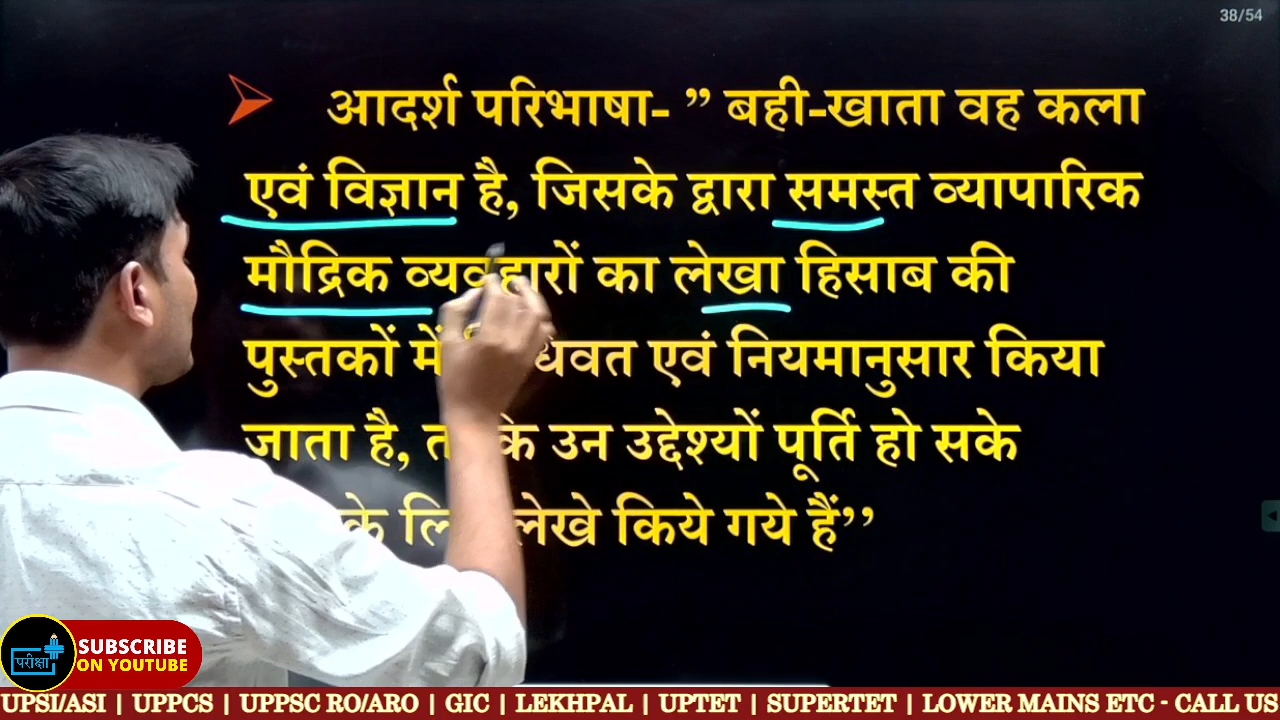 38/54
आदर्श परिभाषा- ” बही-खाता वह कला
एवं विज्ञान है, जिसके द्वारा समस्त व्यापारिक
मौद्रिक व्यवहारों का लेखा हिसाब की
पुस्तकों में एवं नियमानुसार किया
जाता है, उन उद्देश्यों पूर्ति हो सके
लेखे किये गये हैं’’
परीक्षा
SUBSCRIBE
ON YOUTUBE
UPSI/ASI | UPPCS | UPPSC RO/ARO | GIC | LEKHPAL | UPTET | SUPERTET | LOWER MAINS ETC - CALL US